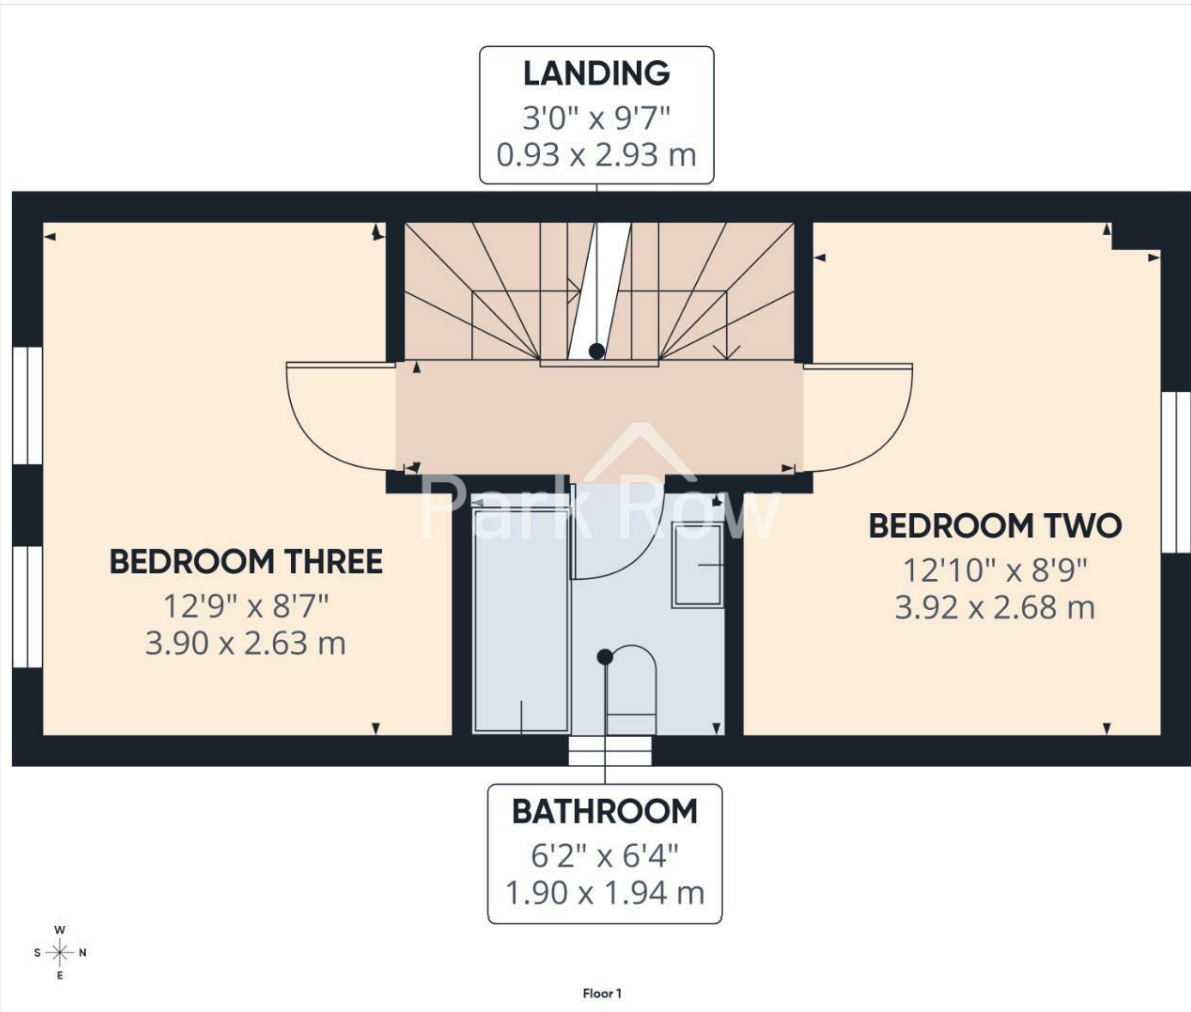 LANDING
3'0" x 9'7"
0.93 x 2.93 m
Park Row
BEDROOM THREE
12'9" x 8'7"
3.90 x 2.63 m
BEDROOM TWO
12'10" x 8'9"
3.92 x 2.68 m
BATHROOM
6'2" x 6'4"
1.90 x 1.94 m
W
S N
E
Floor 1